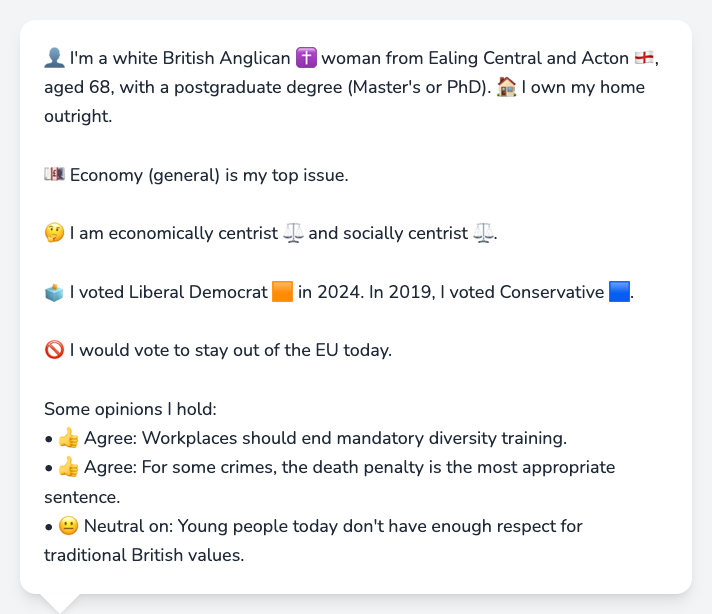 👤 I'm a white British Anglican ✝️ woman from Ealing Central and Acton 🏴󠁧󠁢󠁥󠁮󠁧󠁿,
aged 68, with a postgraduate degree (Master's or PhD). 🏠 I own my home
outright.
💷 Economy (general) is my top issue.
🤔 I am economically centrist ⚖️ and socially centrist ⚖️.
🗳️ I voted Liberal Democrat 🟧 in 2024. In 2019, I voted Conservative 🟦.
🚫 I would vote to stay out of the EU today.
Some opinions I hold:
• 👍 Agree: Workplaces should end mandatory diversity training.
• 👍 Agree: For some crimes, the death penalty is the most appropriate
sentence.
• 😐 Neutral on: Young people today don't have enough respect for
traditional British values.